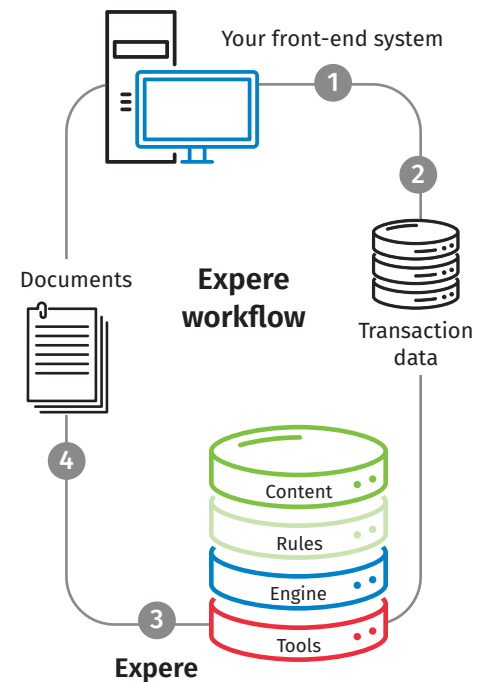 Your front-end system
1
2
Documents
Expere
workflow
Transaction
data
4
Content
Rules
Engine
Tools
3
Expere